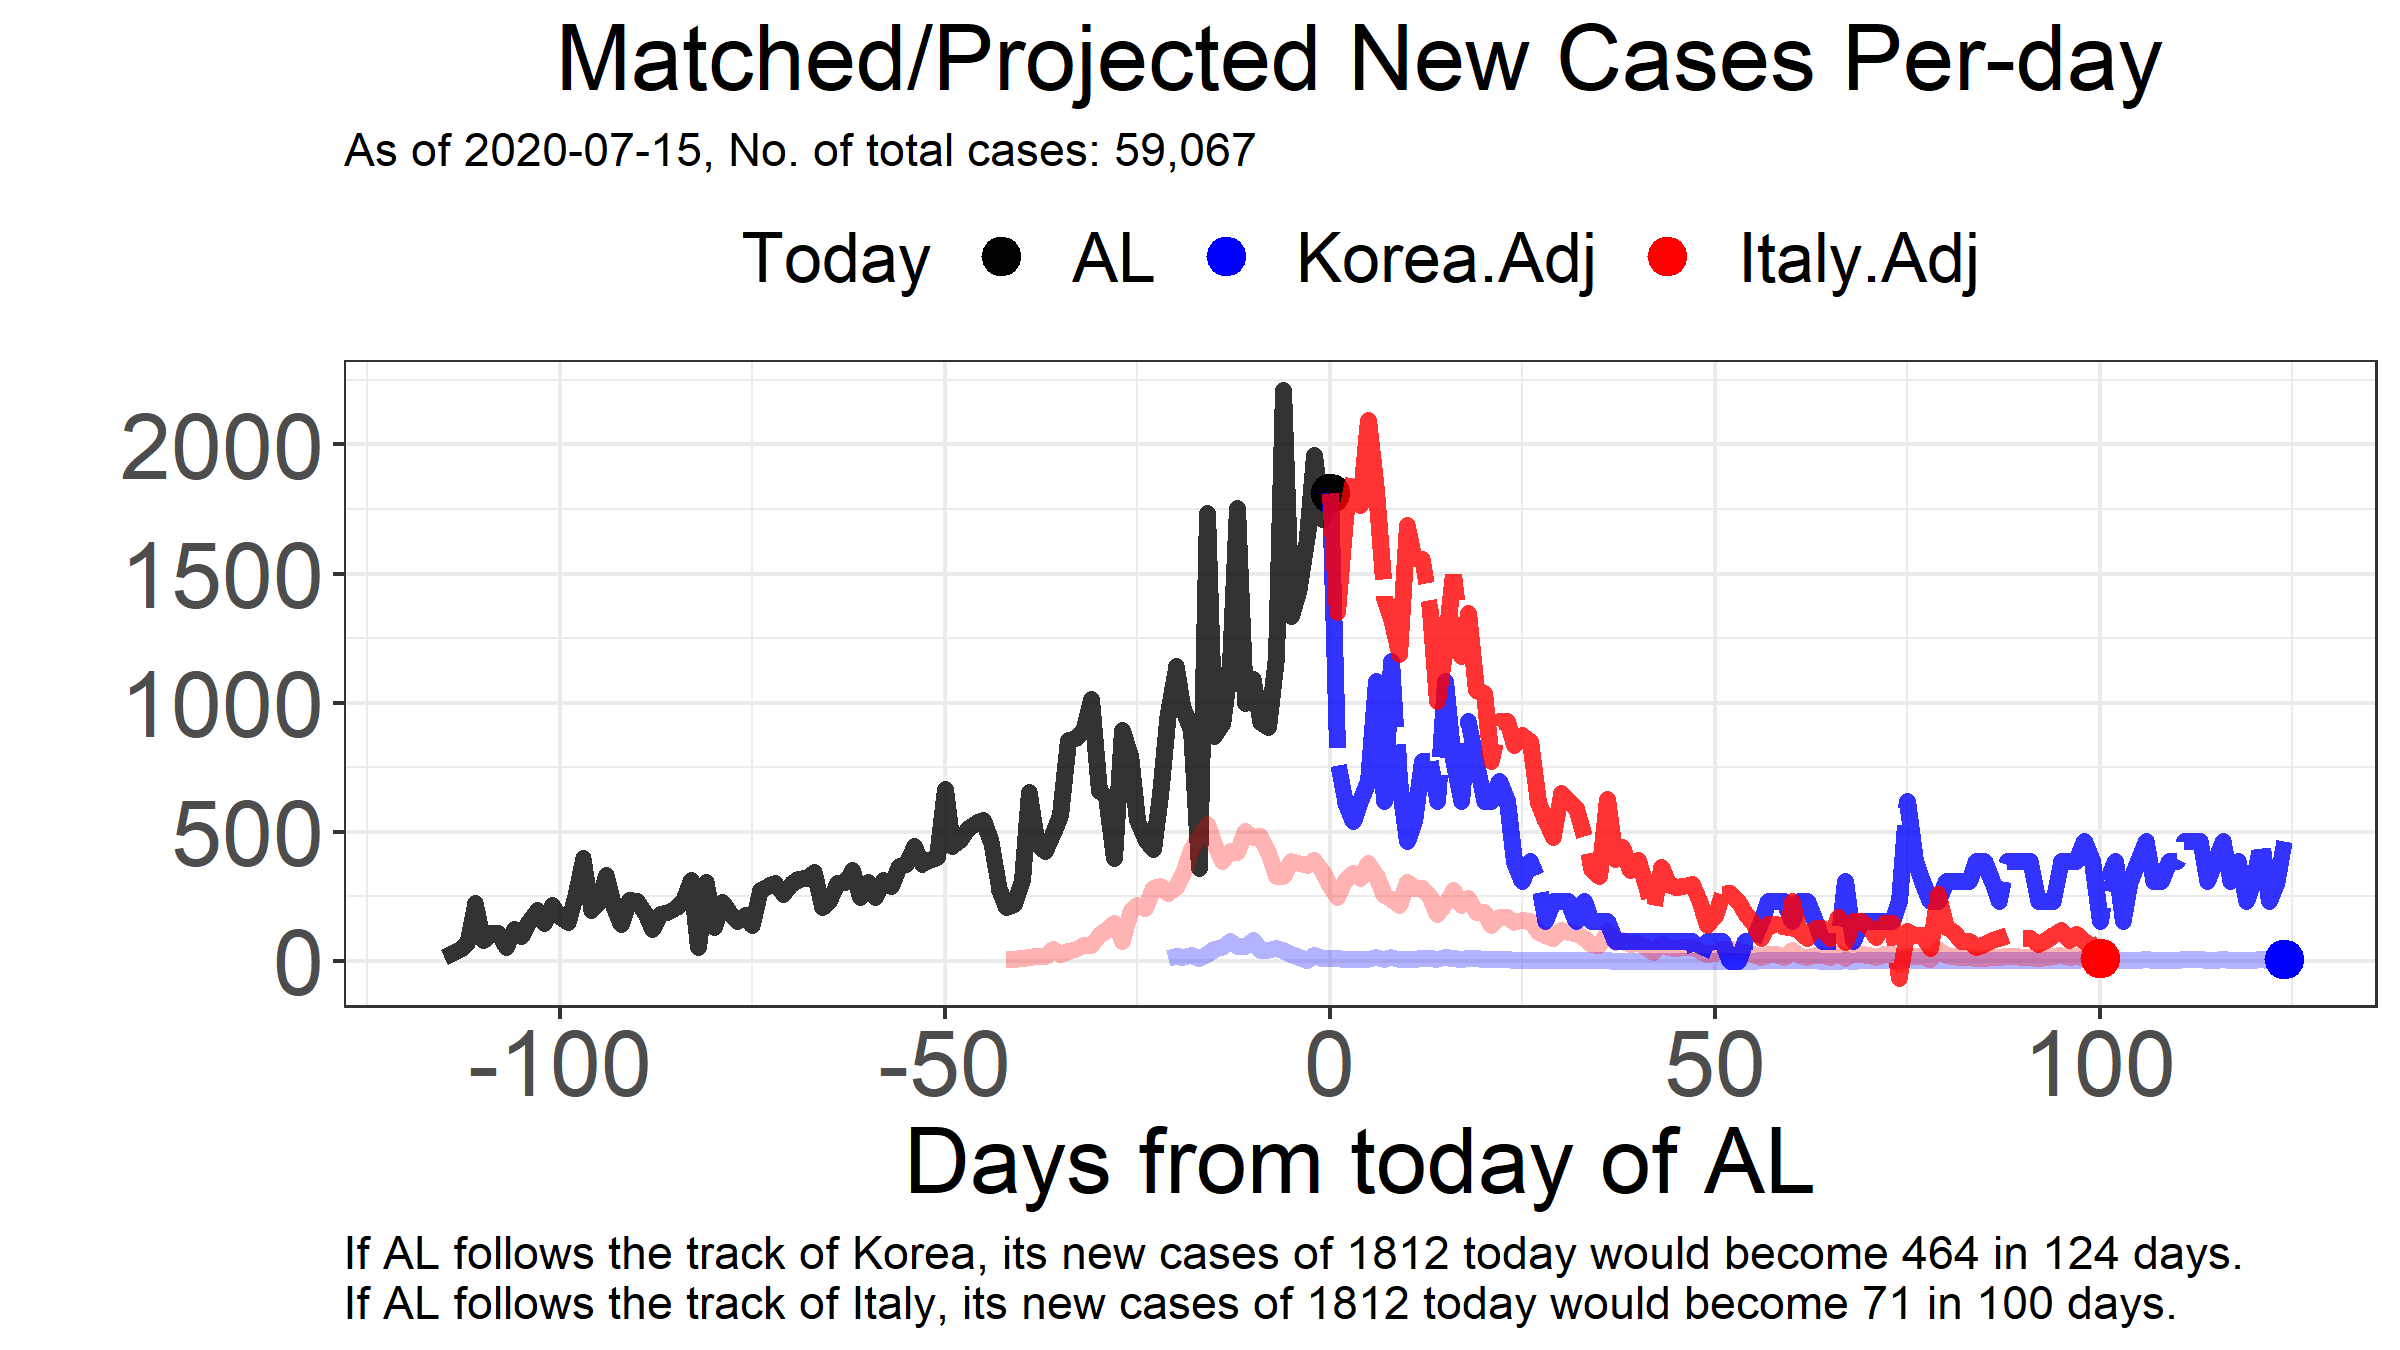 Matched/Projected New Cases Per-day
As of 2020-07-15, No. of total cases: 59,067
Today AL Korea.Adj Italy.Adj
2000
1500
1000
500
0
-100 -50 0 50 100
Days from today of AL
If AL follows the track of Korea, its new cases of 1812 today would become 464 in 124 days.
If AL follows the track of Italy, its new cases of 1812 today would become 71 in 100 days.